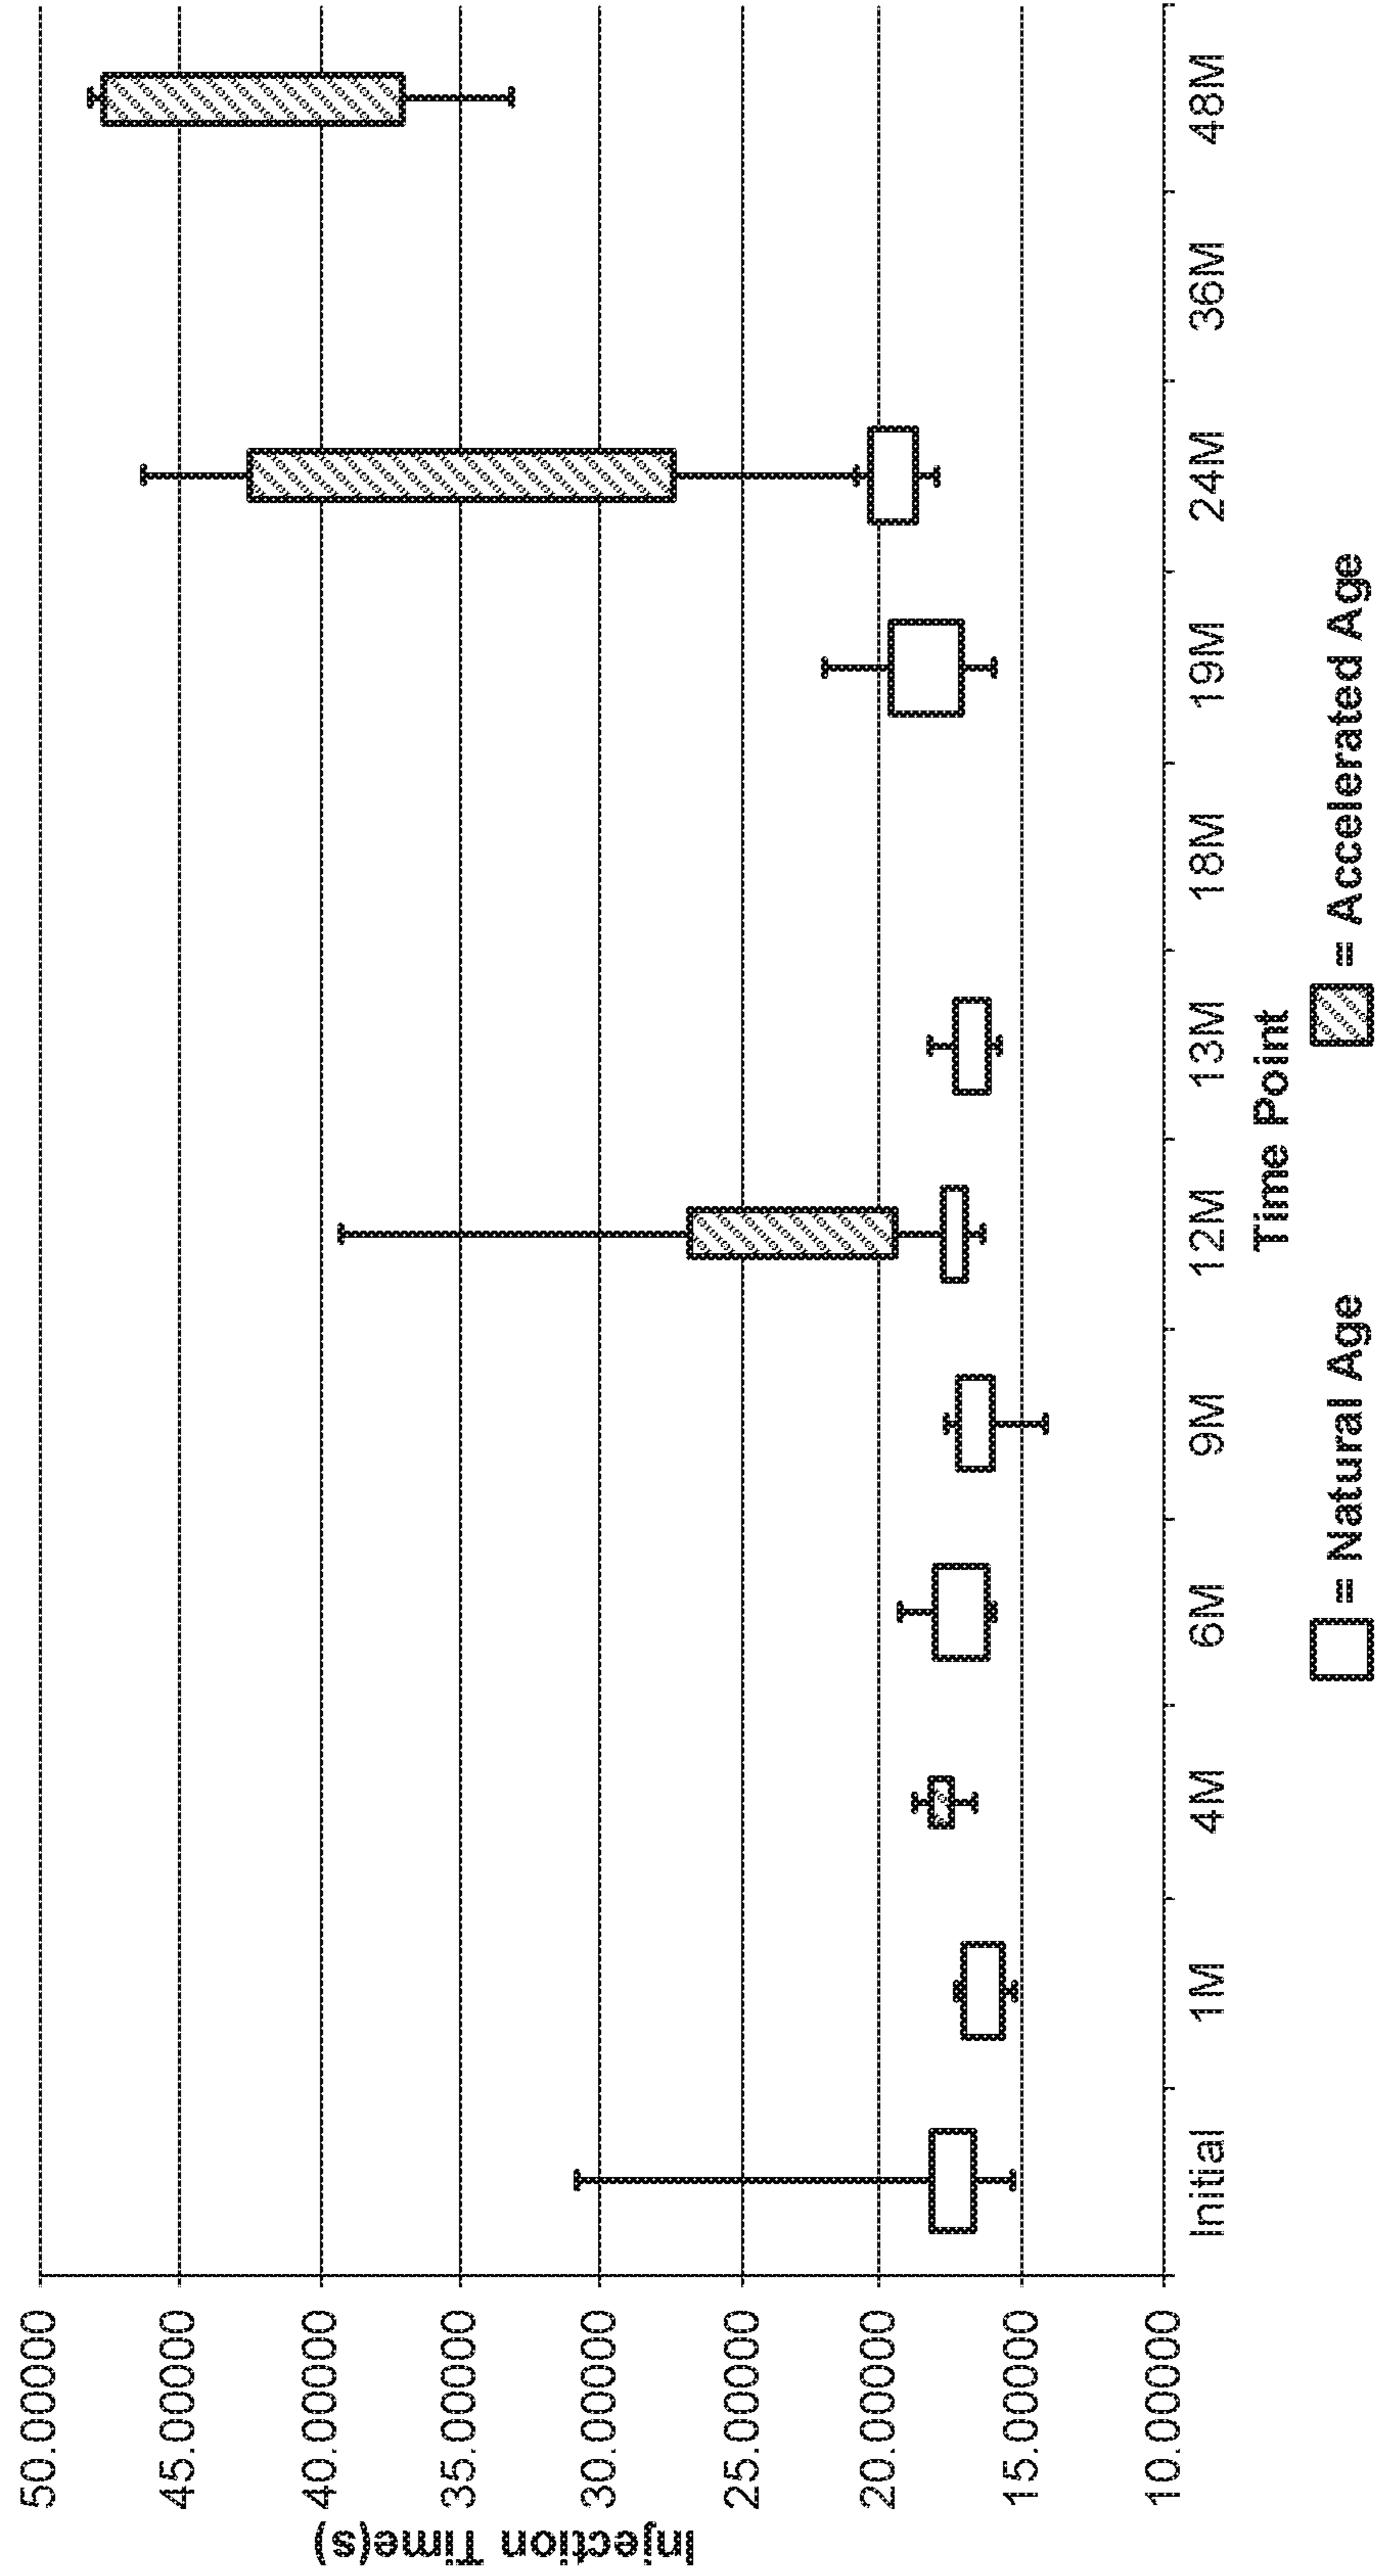 Injection Time(s)
50.00000
45.00000
40.00000
35.00000
30.00000
25.00000
20.00000
15.00000
10.00000
Initial 1M 4M 6M 9M 12M 13M 18M 19M 24M 36M 48M
Time Point
= Natural Age = Accelerated Age